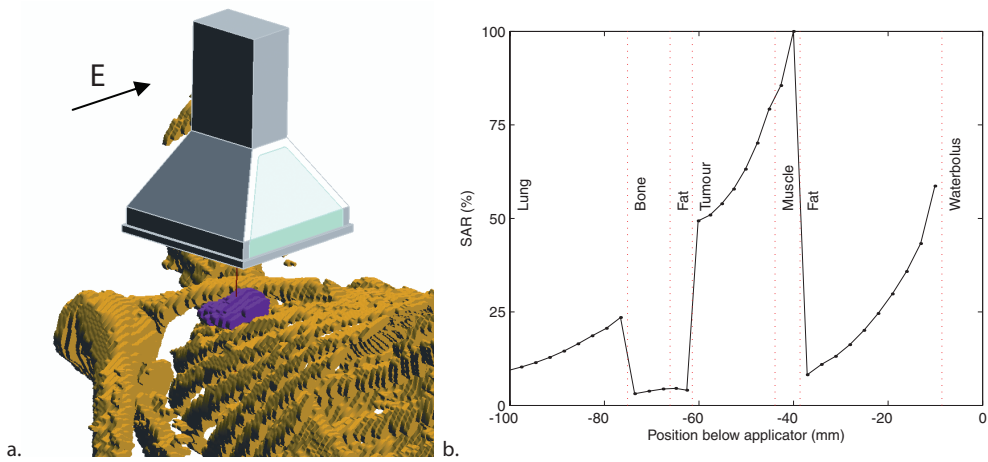 E
a.
b.
100
75
50
25
0
SAR (%)
Lung
Bone
Fat
Tumour
Muscle
Fat
Waterbolus
-100
-80
-60
-40
-20
0
Position below applicator (mm)